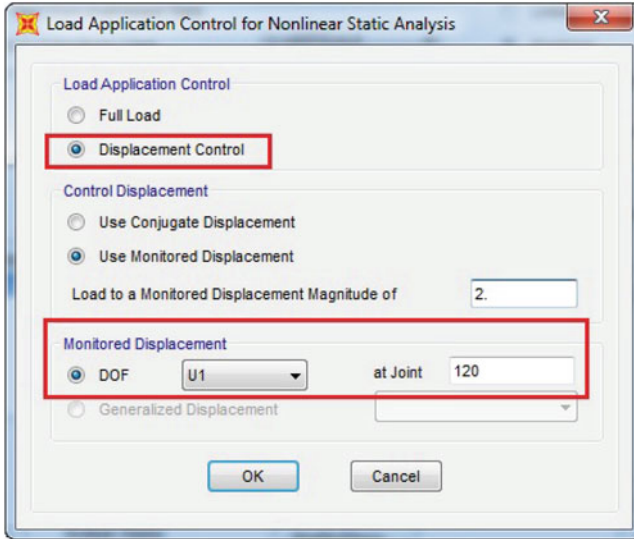 Load Application Control for Nonlinear Static Analysis
Load Application Control
Full Load
Displacement Control
Control Displacement
Use Conjugate Displacement
Use Monitored Displacement
Load to a Monitored Displacement Magnitude of 2.
Monitored Displacement
DOF U1 at Joint 120
Generalized Displacement
OK Cancel